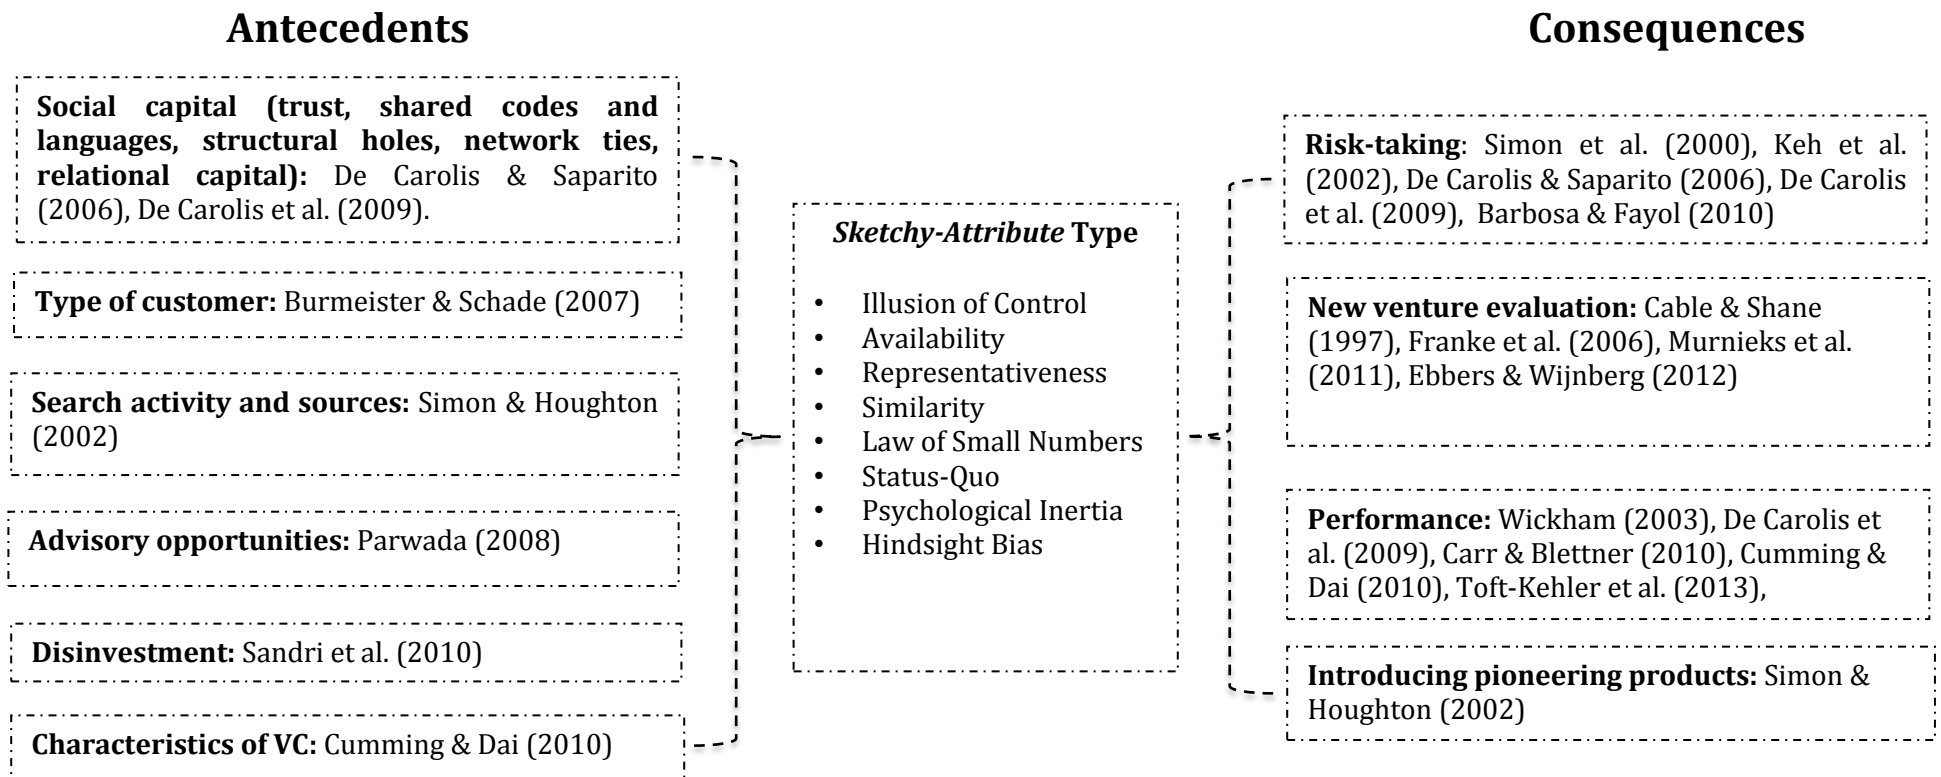 Antecedents
Social capital (trust, shared codes and
languages, structural holes, network ties,
relational capital): De Carolis & Saparito
(2006), De Carolis et al. (2009).
Type of customer: Burmeister & Schade (2007)
Search activity and sources: Simon & Houghton
(2002)
Advisory opportunities: Parwada (2008)
Disinvestment: Sandri et al. (2010)
Characteristics of VC: Cumming & Dai (2010)
Sketchy-Attribute Type
• Illusion of Control
• Availability
• Representativeness
• Similarity
• Law of Small Numbers
• Status-Quo
• Psychological Inertia
• Hindsight Bias
Consequences
Risk-taking: Simon et al. (2000), Keh et al.
(2002), De Carolis & Saparito (2006), De Carolis
et al. (2009), Barbosa & Fayol (2010)
New venture evaluation: Cable & Shane
(1997), Franke et al. (2006), Murnieks et al.
(2011), Ebbers & Wijnberg (2012)
Performance: Wickham (2003), De Carolis et
al. (2009), Carr & Blettner (2010), Cumming &
Dai (2010), Toft-Kehler et al. (2013),
Introducing pioneering products: Simon &
Houghton (2002)